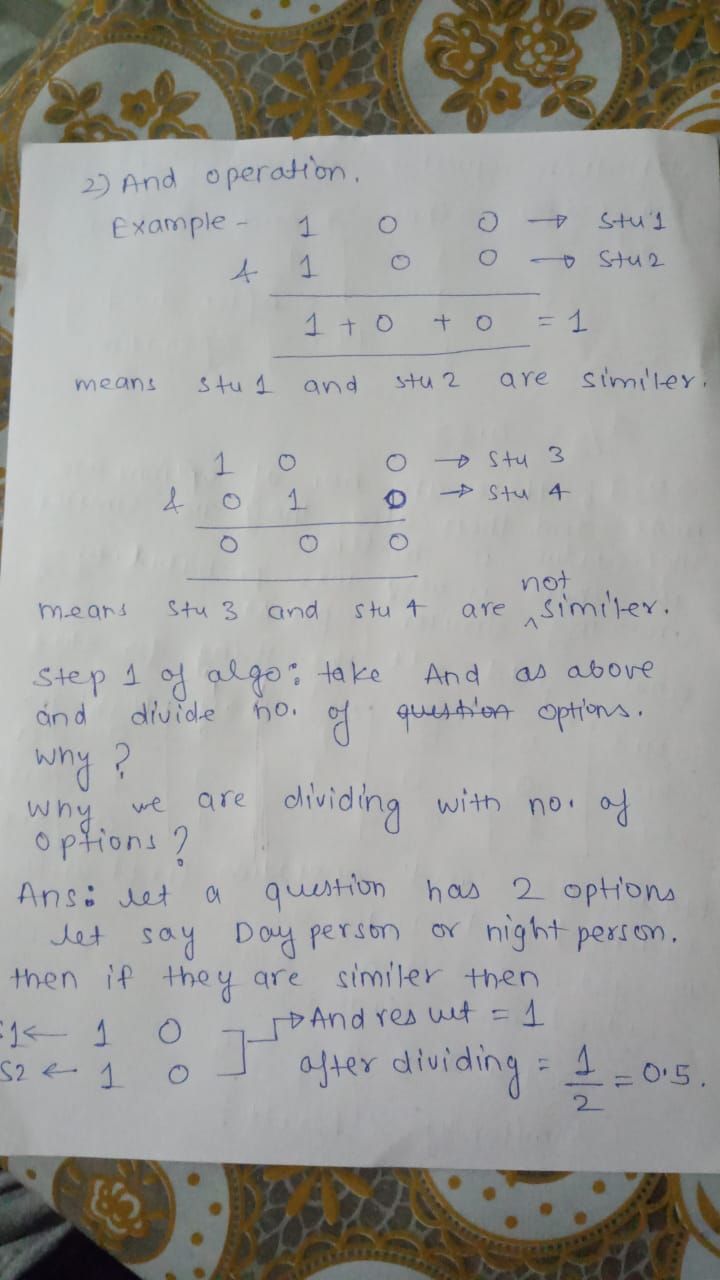 2) And operation.
Example - 1 0 0 → Stu 1
& 1 0 0 → Stu 2
1 + 0 + 0 = 1
means stu 1 and stu 2 are similer.
1 0 0 → Stu 3
& 0 1 0 → Stu 4
0 0 0
not
means stu 3 and stu 4 are ^ similer.
Step 1 of algo: take And as above
and divide no. of question options.
why ?
why we are dividing with no. of
options ?
Ans: let a question has 2 options
let say Day person or night person.
then if they are similer then
S1 ← 1 0 → And result = 1
S2 ← 1 0 after dividing = 1/2 = 0.5.